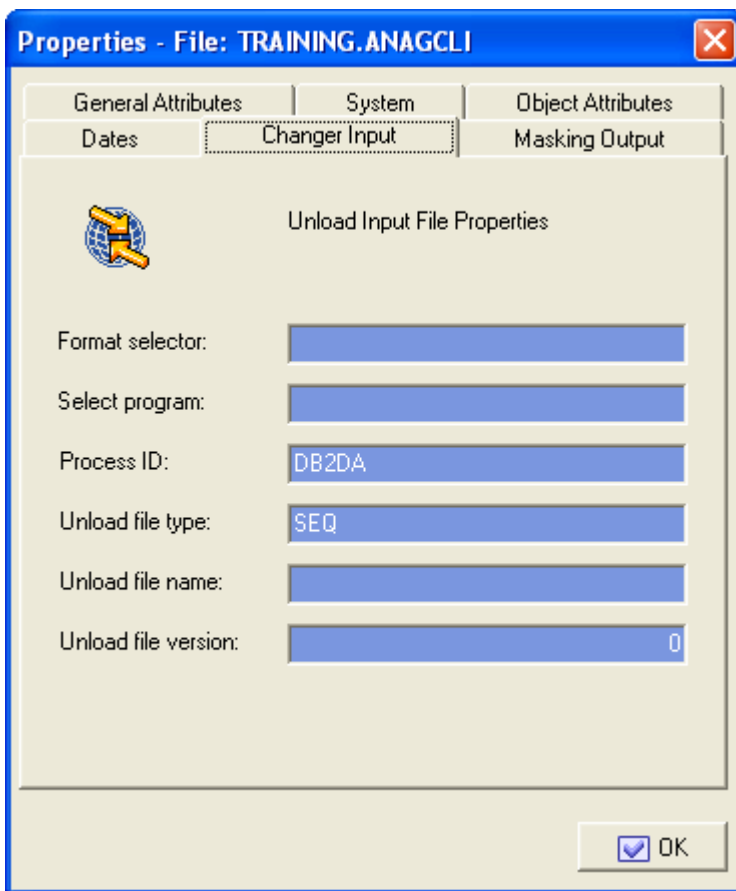 Properties - File: TRAINING.ANAGCLI
General Attributes System Object Attributes
Dates Changer Input Masking Output
Unload Input File Properties
Format selector:
Select program:
Process ID: DB2DA
Unload file type: SEQ
Unload file name:
Unload file version: 0
OK